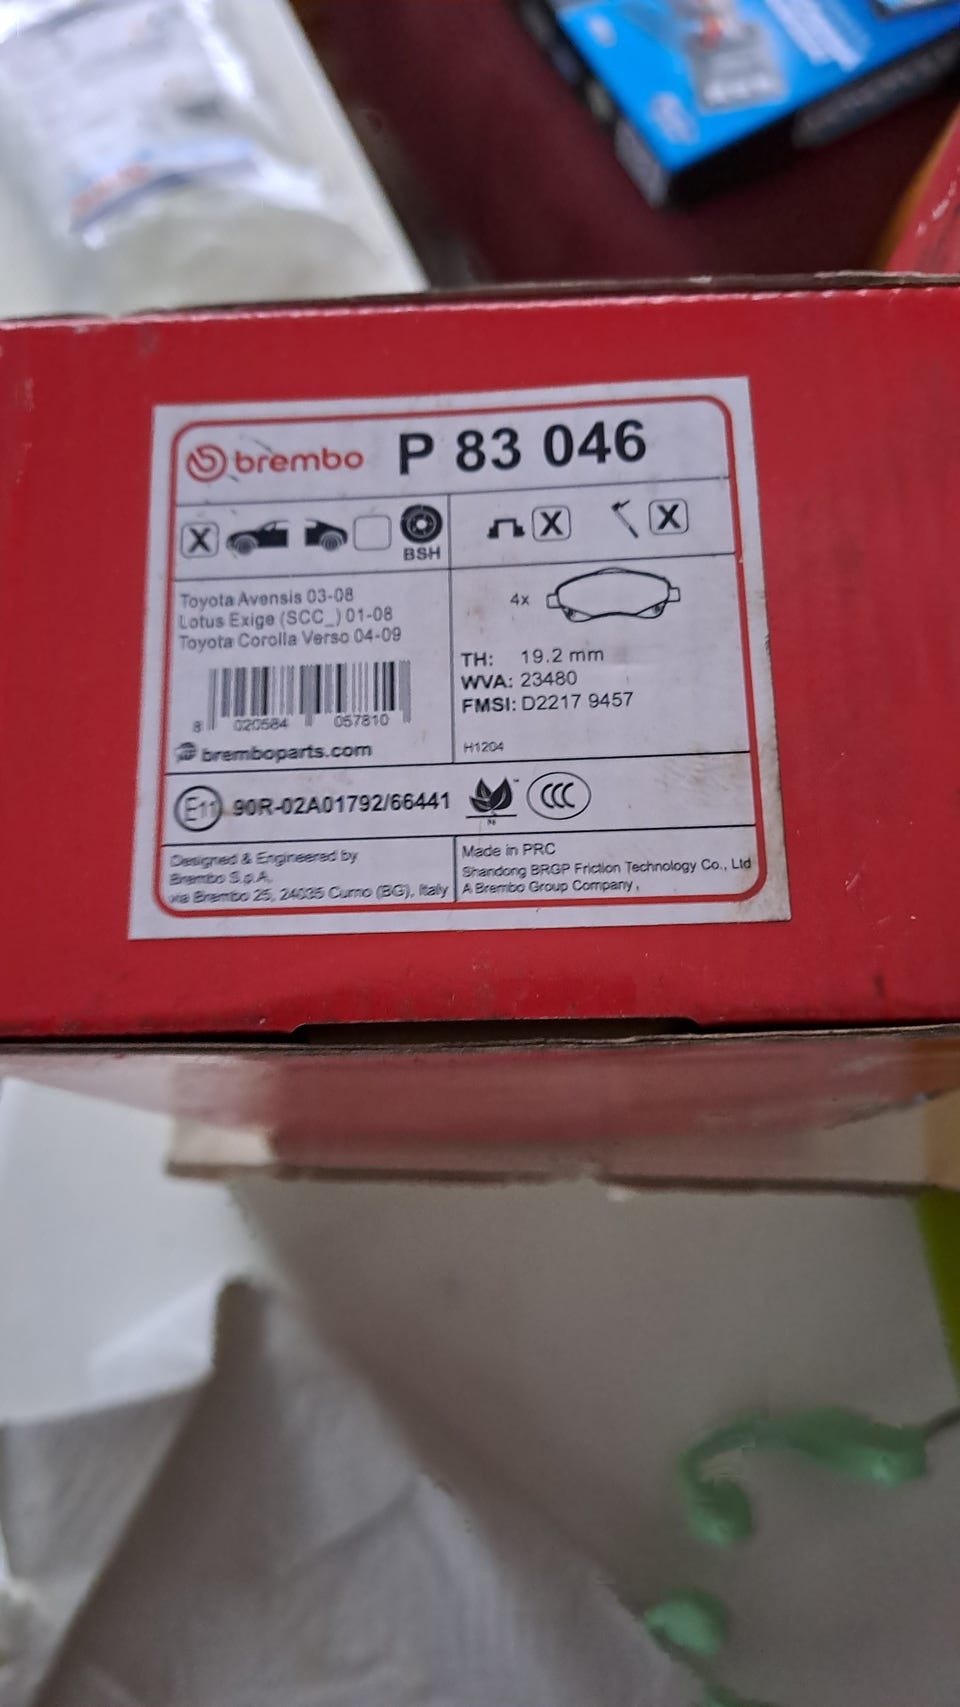 brembo P 83 046
X BSH X X
Toyota Avensis 03-08
Lotus Exige (SCC_) 01-08
Toyota Corolla Verso 04-09
8 020584 057810
bremboparts.com
4x
TH: 19.2 mm
WVA: 23480
FMSI: D2217 9457
H1204
E11 90R-02A01792/66441
N
CCC
Designed & Engineered by
Brembo S.p.A.
via Brembo 25, 24035 Curno (BG), Italy
Made in PRC
Shandong BRGP Friction Technology Co., Ltd
A Brembo Group Company,